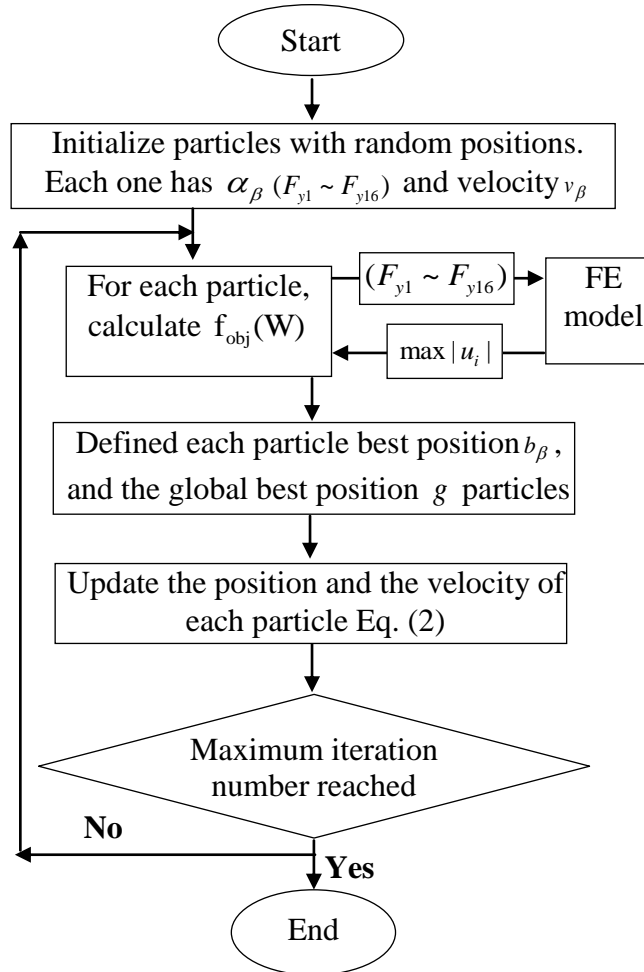 Start
Initialize particles with random positions.
Each one has α_β (F_y1 ~ F_y16) and velocity v_β
For each particle,
calculate f_obj(W)
(F_y1 ~ F_y16)
max | u_i |
FE
model
Defined each particle best position b_β ,
and the global best position g particles
Update the position and the velocity of
each particle Eq. (2)
Maximum iteration
number reached
No
Yes
End